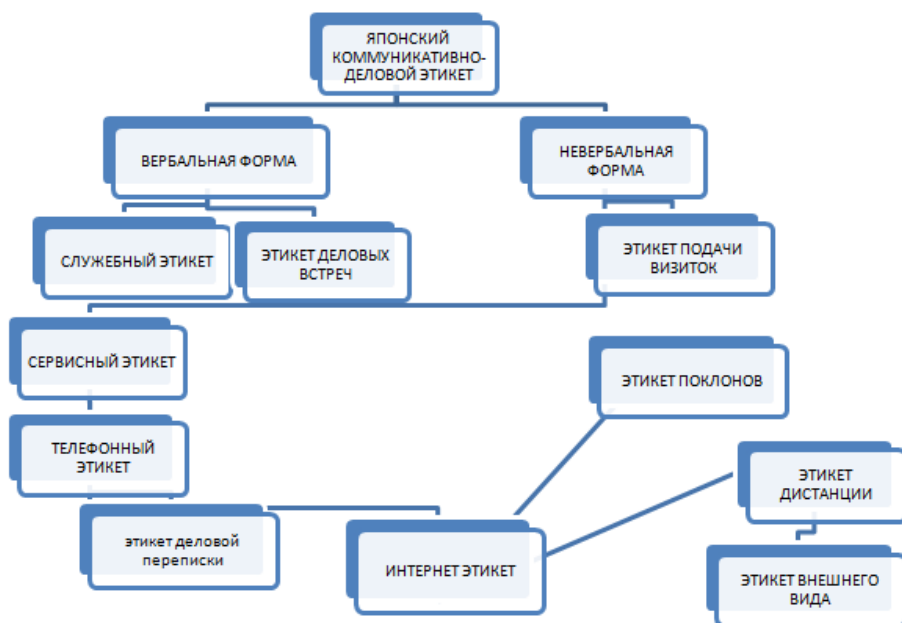 ЯПОНСКИЙ
КОММУНИКАТИВНО-
ДЕЛОВОЙ ЭТИКЕТ
ВЕРБАЛЬНАЯ ФОРМА
НЕВЕРБАЛЬНАЯ
ФОРМА
СЛУЖЕБНЫЙ ЭТИКЕТ
ЭТИКЕТ ДЕЛОВЫХ
ВСТРЕЧ
ЭТИКЕТ ПОДАЧИ
ВИЗИТОК
СЕРВИСНЫЙ ЭТИКЕТ
ЭТИКЕТ ПОКЛОНОВ
ТЕЛЕФОННЫЙ
ЭТИКЕТ
ЭТИКЕТ
ДИСТАНЦИИ
этикет деловой
переписки
ИНТЕРНЕТ ЭТИКЕТ
ЭТИКЕТ ВНЕШНЕГО
ВИДА